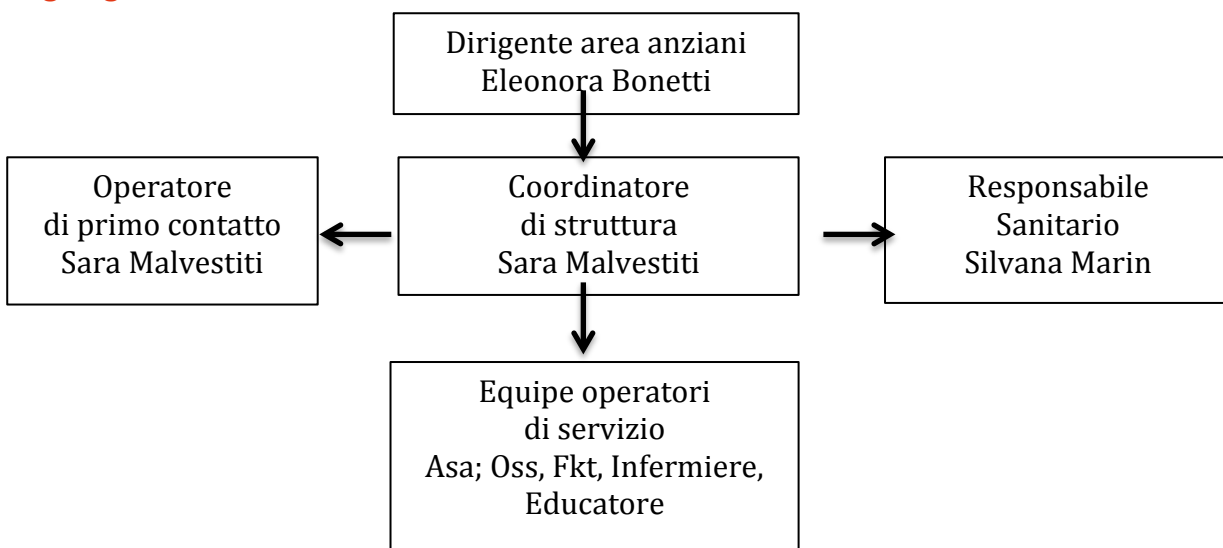 Dirigente area anziani
Eleonora Bonetti
Operatore
di primo contatto
Sara Malvestiti
Coordinatore
di struttura
Sara Malvestiti
Responsabile
Sanitario
Silvana Marin
Equipe operatori
di servizio
Asa; Oss, Fkt, Infermiere,
Educatore